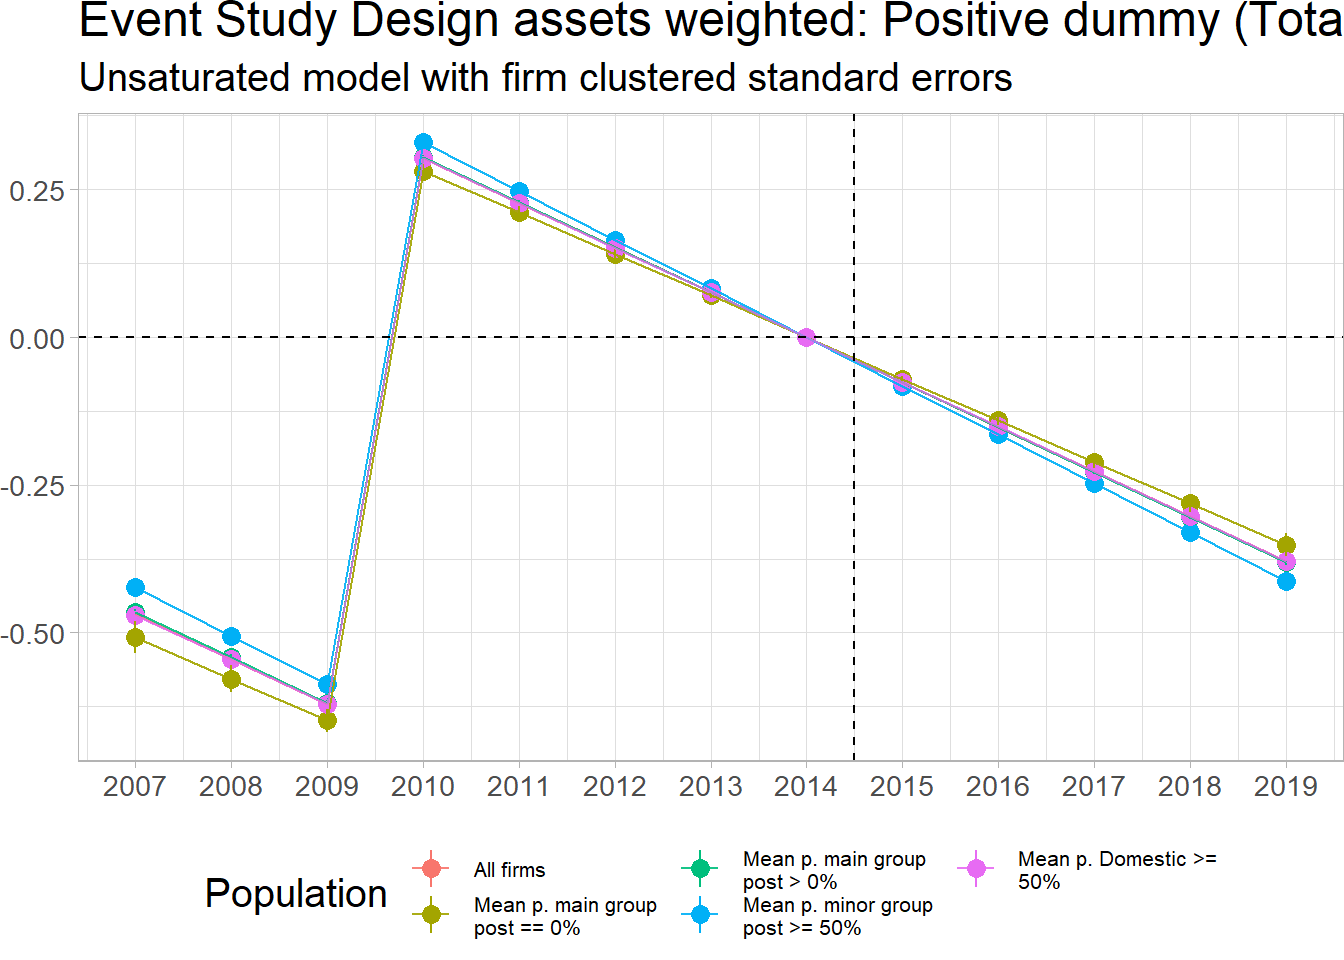 Event Study Design assets weighted: Positive dummy (Tota
Unsaturated model with firm clustered standard errors
0.25
0.00
-0.25
-0.50
2007 2008 2009 2010 2011 2012 2013 2014 2015 2016 2017 2018 2019
Population
All firms
Mean p. main group
post == 0%
Mean p. main group
post > 0%
Mean p. minor group
post >= 50%
Mean p. Domestic >=
50%